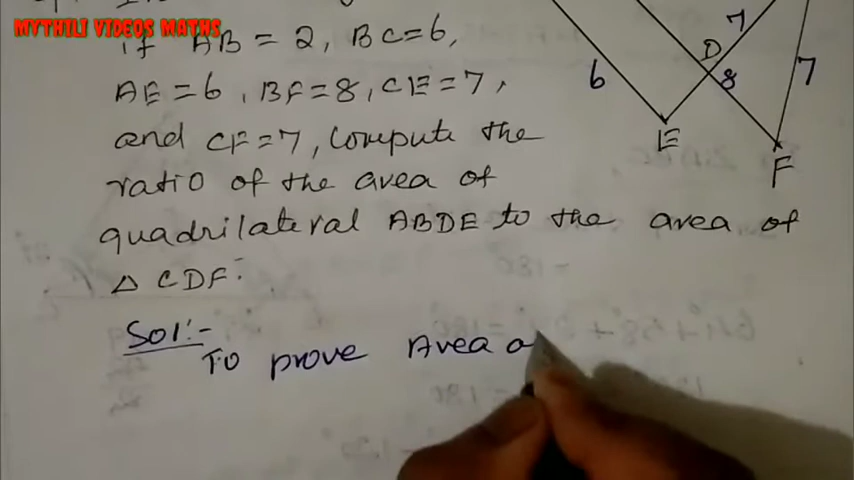 MYTHILI VIDEOS MATHS
if AB = 2, BC=6,
AE = 6, BF=8, CE=7,
and CF=7, Compute the
ratio of the area of
quadrilateral ABDE to the area of
△ CDF.
Sol:-
To prove Area o
7
D
8
6
7
E
F